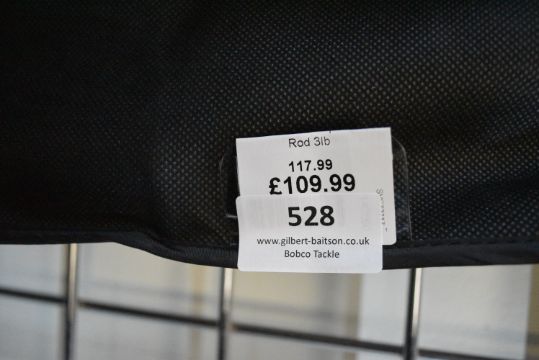 Rod 3lb
117.99
£109.99
528
www.gilbert-baitson.co.uk
Bobco Tackle